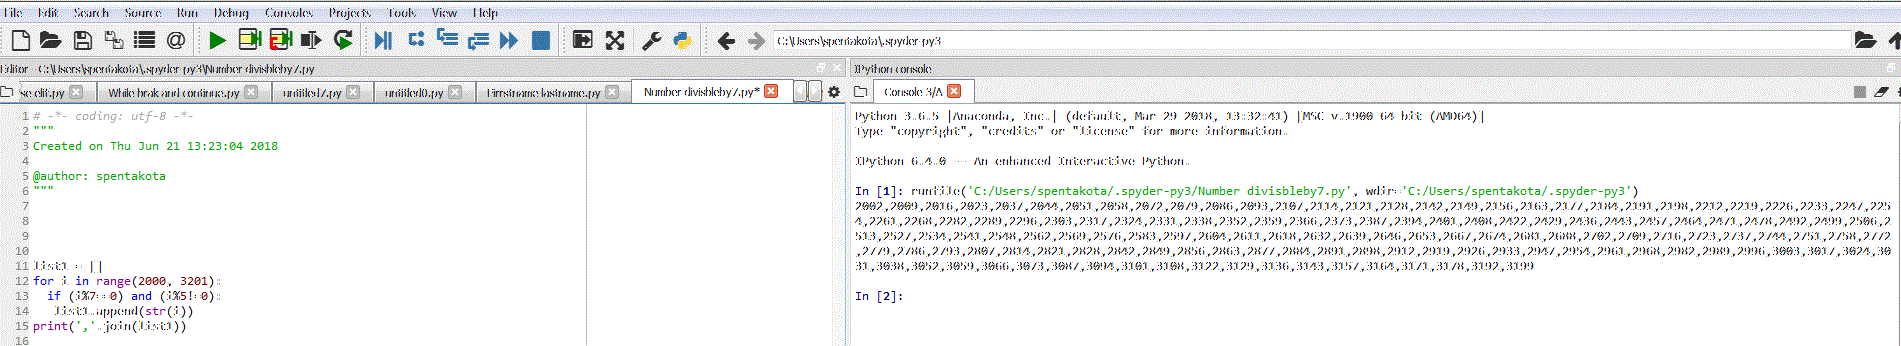 File Edit Search Source Run Debug Consoles Projects Tools View Help
C:\Users\spentakota\.spyder-py3
Editor - C:\Users\spentakota\.spyder-py3\Number divisbleby7.py
IPython console
se elif.py While brak and continue.py untitled7.py untitled0.py Firrstname lastname.py Number divisbleby7.py*
Console 3/A
1 # -*- coding: utf-8 -*-
2 """
3 Created on Thu Jun 21 13:23:04 2018
4
5 @author: spentakota
6 """
7
8
9
10
11 list1 = []
12 for i in range(2000, 3201):
13 if (i%7==0) and (i%5!=0):
14 list1.append(str(i))
15 print(','.join(list1))
16
Python 3.6.5 |Anaconda, Inc.| (default, Mar 29 2018, 13:32:41) [MSC v.1900 64 bit (AMD64)]
Type "copyright", "credits" or "license" for more information.
IPython 6.4.0 -- An enhanced Interactive Python.
In [1]: runfile('C:/Users/spentakota/.spyder-py3/Number divisbleby7.py', wdir='C:/Users/spentakota/.spyder-py3')
2002,2009,2016,2023,2037,2044,2051,2058,2072,2079,2086,2093,2107,2114,2121,2128,2142,2149,2156,2163,2177,2184,2191,2198,2212,2219,2226,2233,2247,225
4,2261,2268,2282,2289,2296,2303,2317,2324,2331,2338,2352,2359,2366,2373,2387,2394,2401,2408,2422,2429,2436,2443,2457,2464,2471,2478,2492,2499,2506,2
513,2527,2534,2541,2548,2562,2569,2576,2583,2597,2604,2611,2618,2632,2639,2646,2653,2667,2674,2681,2688,2702,2709,2716,2723,2737,2744,2751,2758,2772
,2779,2786,2793,2807,2814,2821,2828,2842,2849,2856,2863,2877,2884,2891,2898,2912,2919,2926,2933,2947,2954,2961,2968,2982,2989,2996,3003,3017,3024,30
31,3038,3052,3059,3066,3073,3087,3094,3101,3108,3122,3129,3136,3143,3157,3164,3171,3178,3192,3199
In [2]: